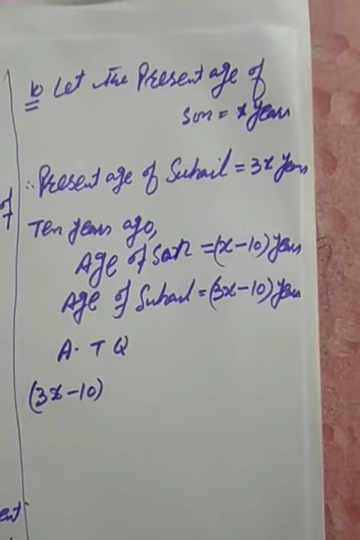 b Let the Present age of
son = x years
∴ Present age of Suhail = 3x years
Ten years ago,
Age of Son = (x-10) years
Age of Suhail = (3x-10) years
A. T Q
(3x-10)